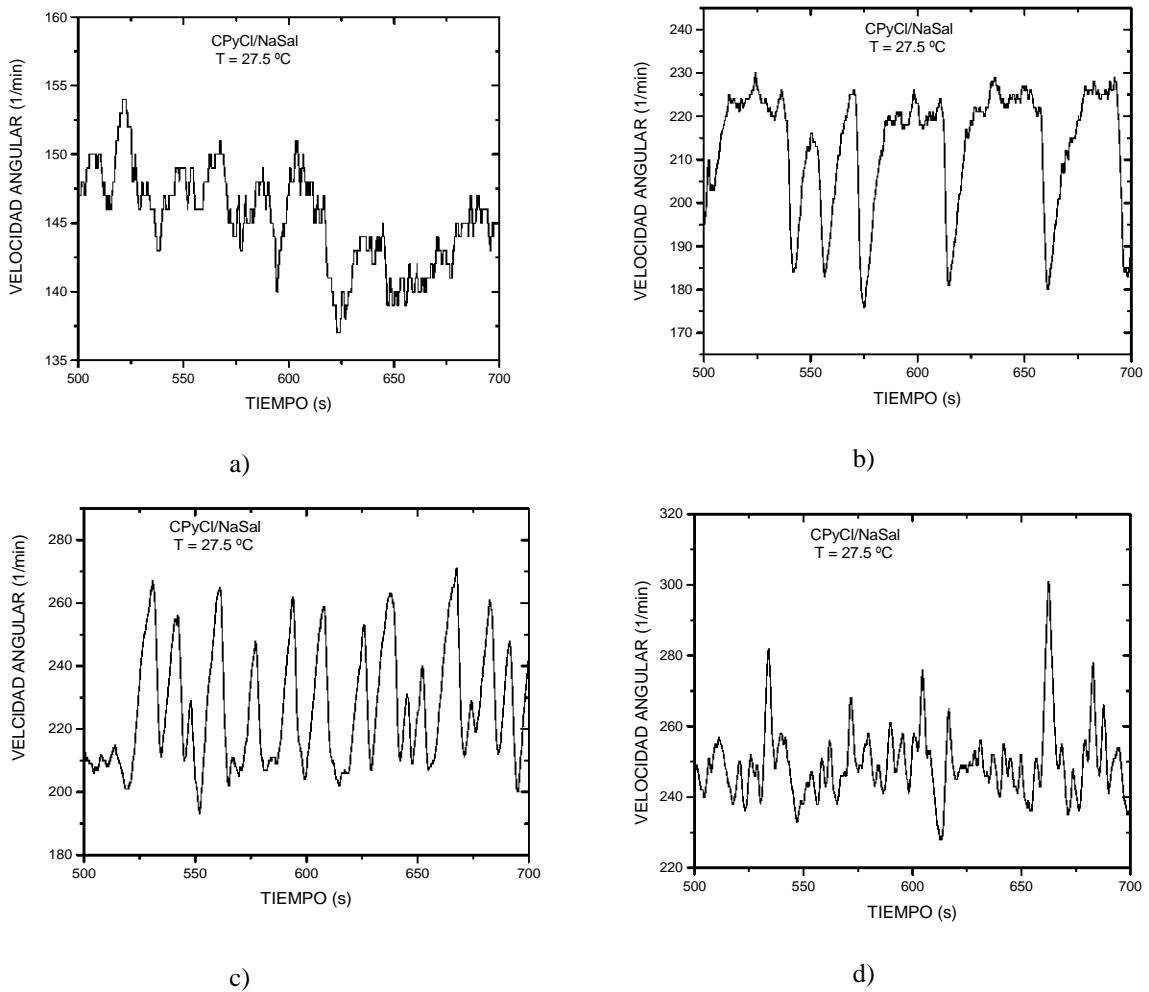 160
155
150
145
140
135
VELOCIDAD ANGULAR (1/min)
CPyCl/NaSal
T = 27.5 ºC
500
550
600
650
700
TIEMPO (s)
a)
240
230
220
210
200
190
180
170
VELOCIDAD ANGULAR (1/min)
CPyCl/NaSal
T = 27.5 ºC
500
550
600
650
700
TIEMPO (s)
b)
280
260
240
220
200
180
VELCIDAD ANGULAR (1/min)
CPyCl/NaSal
T = 27.5 ºC
500
550
600
650
700
TIEMPO (s)
c)
320
300
280
260
240
220
VELOCIDAD ANGULAR (1/min)
CPyCl/NaSal
T = 27.5 ºC
500
550
600
650
700
TIEMPO (s)
d)